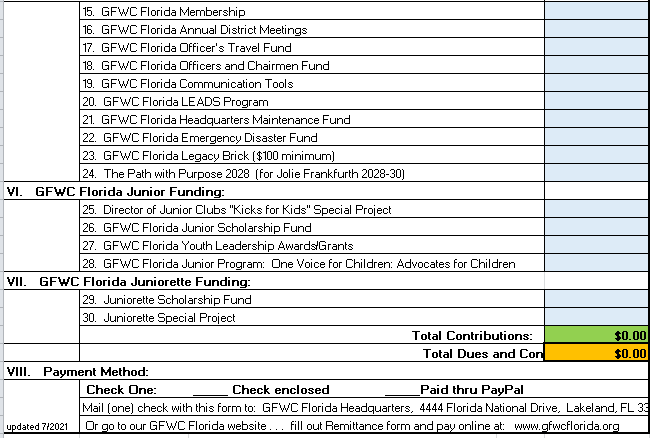 15. GFWC Florida Membership
16. GFWC Florida Annual District Meetings
17. GFWC Florida Officer's Travel Fund
18. GFWC Florida Officers and Chairmen Fund
19. GFWC Florida Communication Tools
20. GFWC Florida LEADS Program
21. GFWC Florida Headquarters Maintenance Fund
22. GFWC Florida Emergency Disaster Fund
23. GFWC Florida Legacy Brick ($100 minimum)
24. The Path with Purpose 2028 (for Jolie Frankfurth 2028-30)
VI. GFWC Florida Junior Funding:
25. Director of Junior Clubs "Kicks for Kids" Special Project
26. GFWC Florida Junior Scholarship Fund
27. GFWC Florida Youth Leadership Awards/Grants
28. GFWC Florida Junior Program: One Voice for Children: Advocates for Children
VII. GFWC Florida Juniorette Funding:
29. Juniorette Scholarship Fund
30. Juniorette Special Project
Total Contributions: $0.00
Total Dues and Con $0.00
VIII. Payment Method:
Check One: _____ Check enclosed _____Paid thru PayPal
Mail (one) check with this form to: GFWC Florida Headquarters, 4444 Florida National Drive, Lakeland, FL 33
updated 7/2021 Or go to our GFWC Florida website . . . fill out Remittance form and pay online at: www.gfwcflorida.org